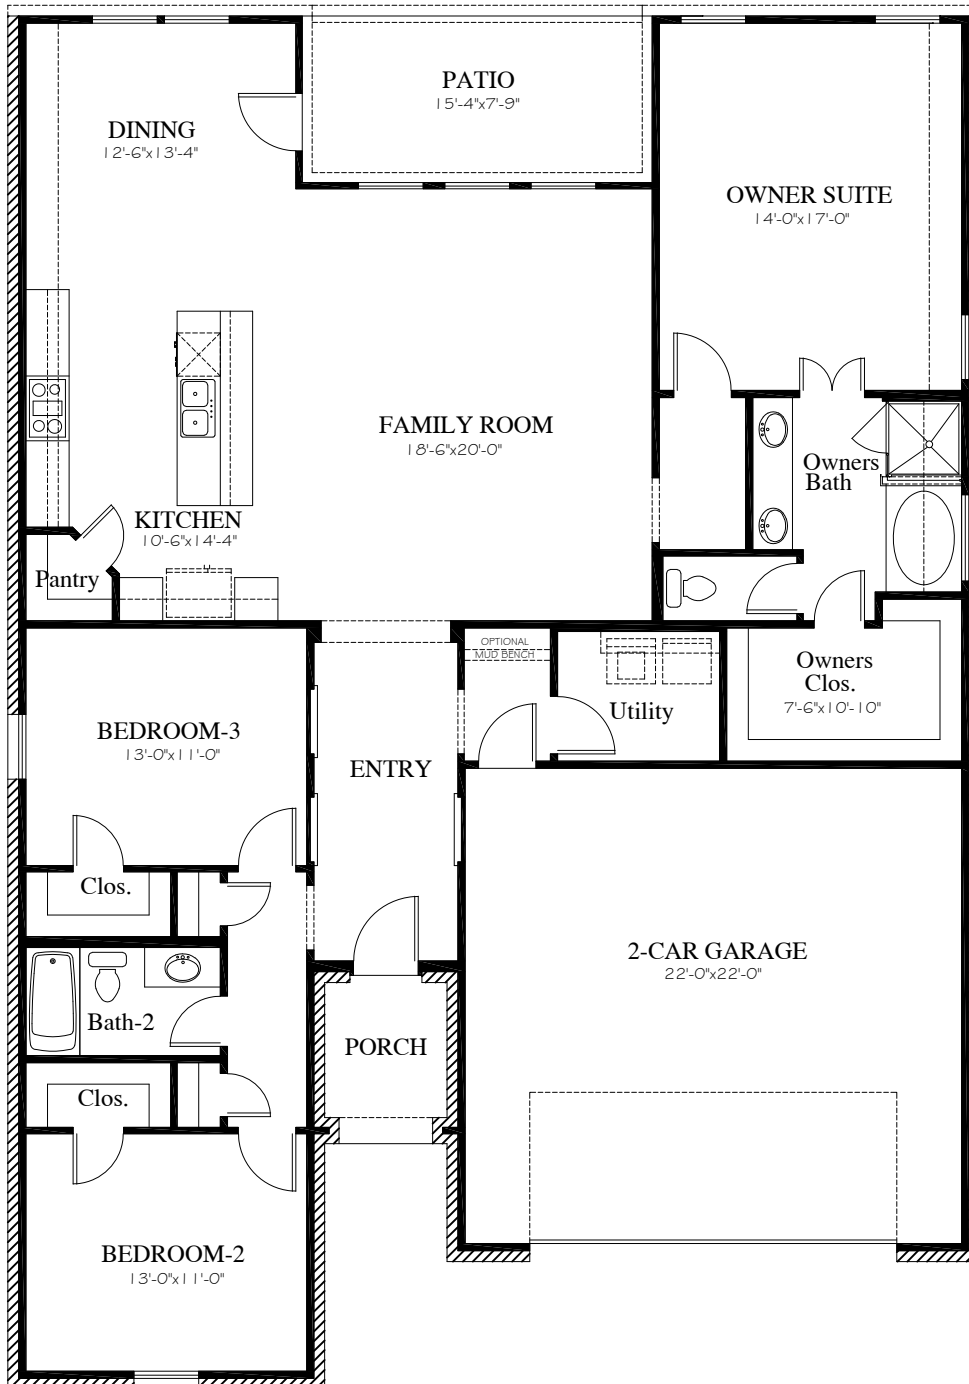 PATIO
15'-4"x7'-9"
DINING
12'-6"x13'-4"
OWNER SUITE
14'-0"x17'-0"
FAMILY ROOM
18'-6"x20'-0"
Owners
Bath
KITCHEN
10'-6"x14'-4"
Pantry
OPTIONAL
MUD BENCH
Owners
Clos.
7'-6"x10'-10"
Utility
BEDROOM-3
13'-0"x11'-0"
ENTRY
Clos.
2-CAR GARAGE
22'-0"x22'-0"
Bath-2
PORCH
Clos.
BEDROOM-2
13'-0"x11'-0"